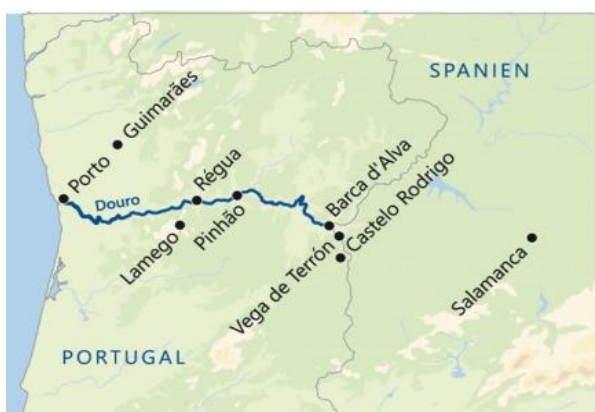 SPANIEN
Guimarães
Porto
Douro
Régua
Pinhão
Lamego
Barca d'Alva
Vega de Terrón
Castelo Rodrigo
Salamanca
PORTUGAL